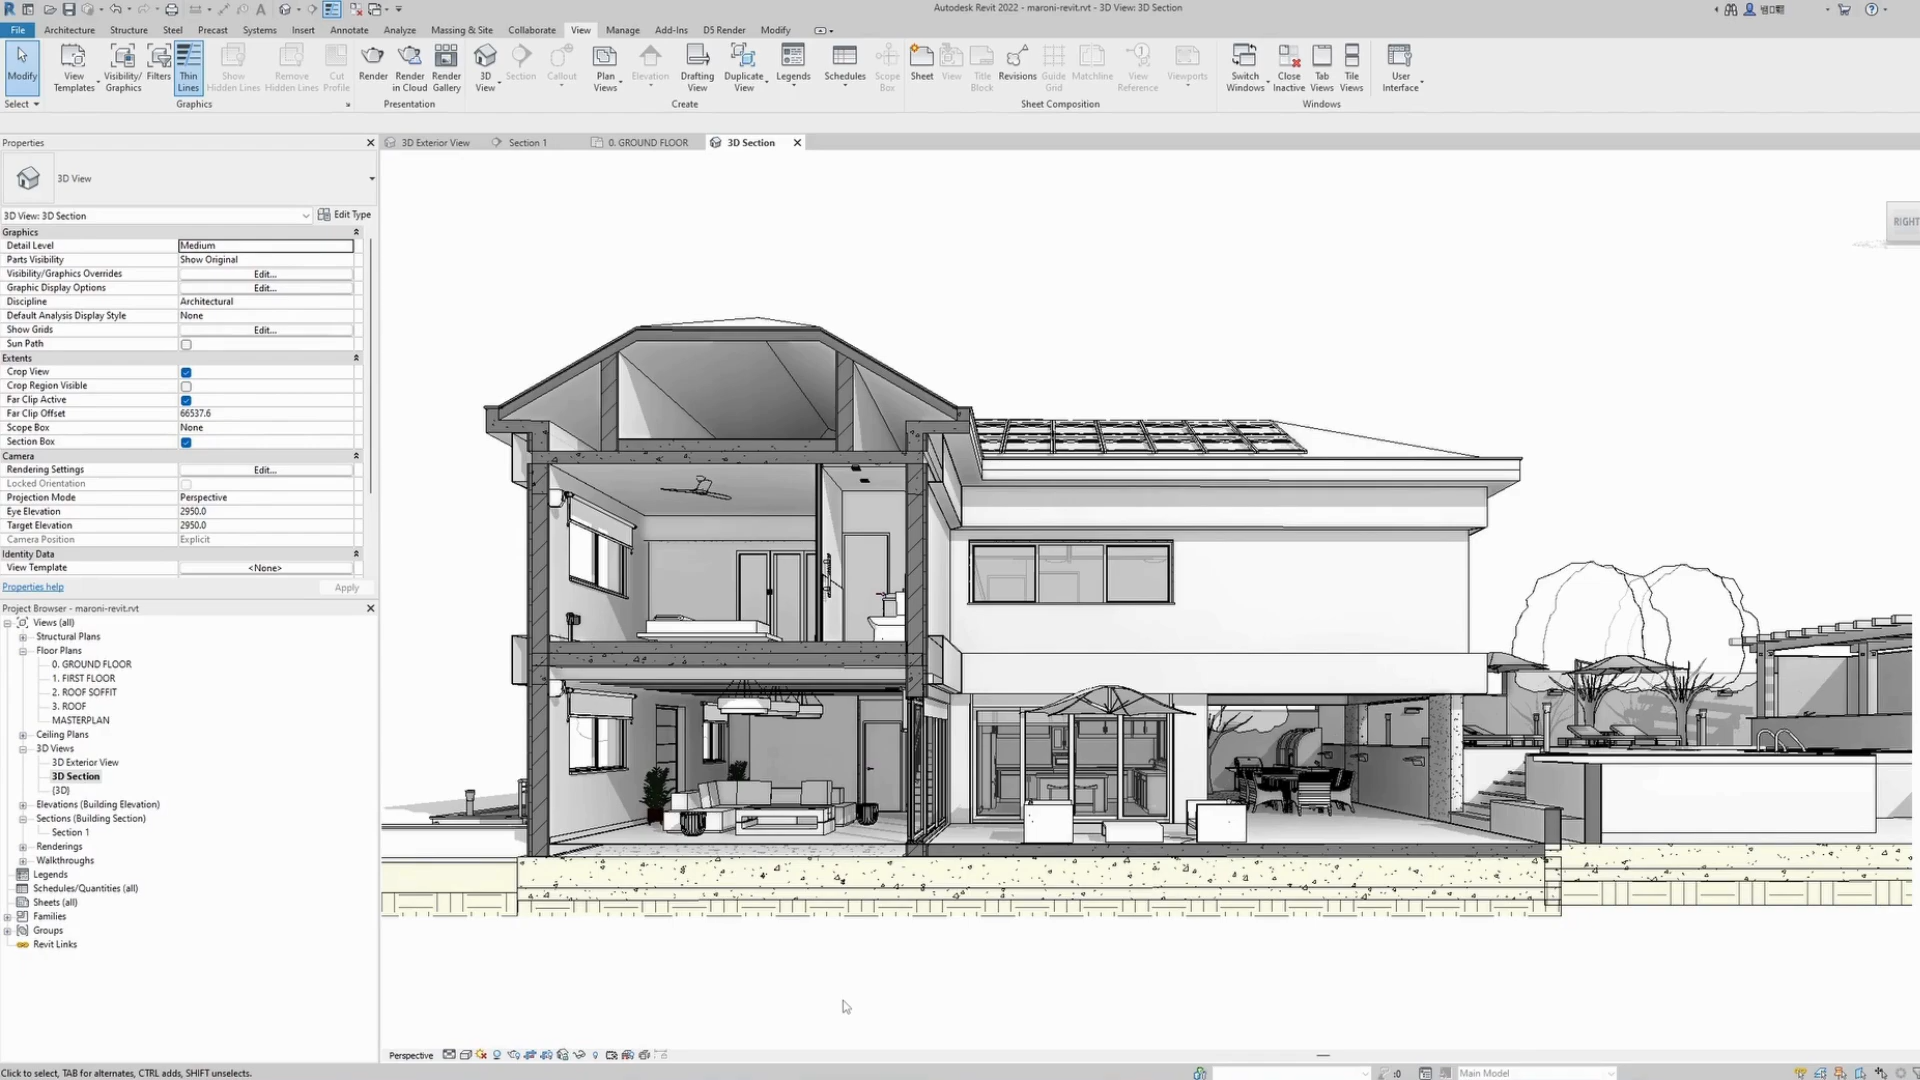 Autodesk Revit 2022 - maroni-revit.rvt - 3D View: 3D Section
File Architecture Structure Steel Precast Systems Insert Annotate Analyze Massing & Site Collaborate View Manage Add-Ins D5 Render Modify
Modify
View Templates
Visibility/ Graphics
Filters
Thin Lines
Show Hidden Lines
Remove Hidden Lines
Cut Profile
Render
Render in Cloud
Render Gallery
3D View
Section
Callout
Plan Views
Elevation
Drafting View
Duplicate View
Legends
Schedules
Scope Box
Sheet
View
Title Block
Revisions
Guide Grid
Matchline
View Reference
Viewports
Switch Windows
Close Inactive
Tab Views
Tile Views
User Interface
Select Graphics Presentation Create Sheet Composition Windows
Properties
3D Exterior View
Section 1
0. GROUND FLOOR
3D Section
3D View
3D View: 3D Section
Edit Type
Graphics
Detail Level Medium
Parts Visibility Show Original
Visibility/Graphics Overrides Edit...
Graphic Display Options Edit...
Discipline Architectural
Default Analysis Display Style None
Show Grids Edit...
Sun Path
Extents
Crop View
Crop Region Visible
Far Clip Active
Far Clip Offset 66537.6
Scope Box None
Section Box
Camera
Rendering Settings Edit...
Locked Orientation
Projection Mode Perspective
Eye Elevation 2950.0
Target Elevation 2950.0
Camera Position Explicit
Identity Data
View Template <None>
Properties help
Apply
RIGHT
Project Browser - maroni-revit.rvt
Views (all)
Structural Plans
Floor Plans
0. GROUND FLOOR
1. FIRST FLOOR
2. ROOF SOFFIT
3. ROOF
MASTERPLAN
Ceiling Plans
3D Views
3D Exterior View
3D Section
{3D}
Elevations (Building Elevation)
Sections (Building Section)
Section 1
Renderings
Walkthroughs
Legends
Schedules/Quantities (all)
Sheets (all)
Families
Groups
Revit Links
Perspective
Click to select, TAB for alternates, CTRL adds, SHIFT unselects.
:0
Main Model